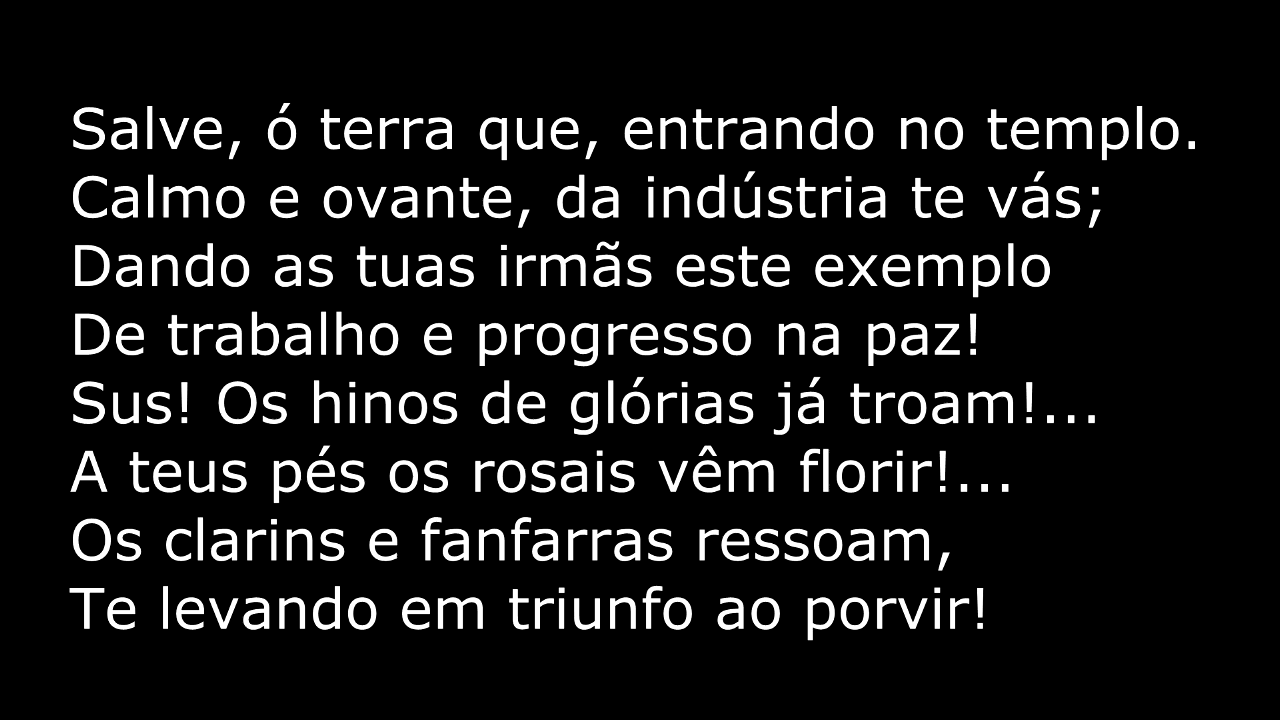 Salve, ó terra que, entrando no templo.
Calmo e ovante, da indústria te vás;
Dando as tuas irmãs este exemplo
De trabalho e progresso na paz!
Sus! Os hinos de glórias já troam!...
A teus pés os rosais vêm florir!...
Os clarins e fanfarras ressoam,
Te levando em triunfo ao porvir!